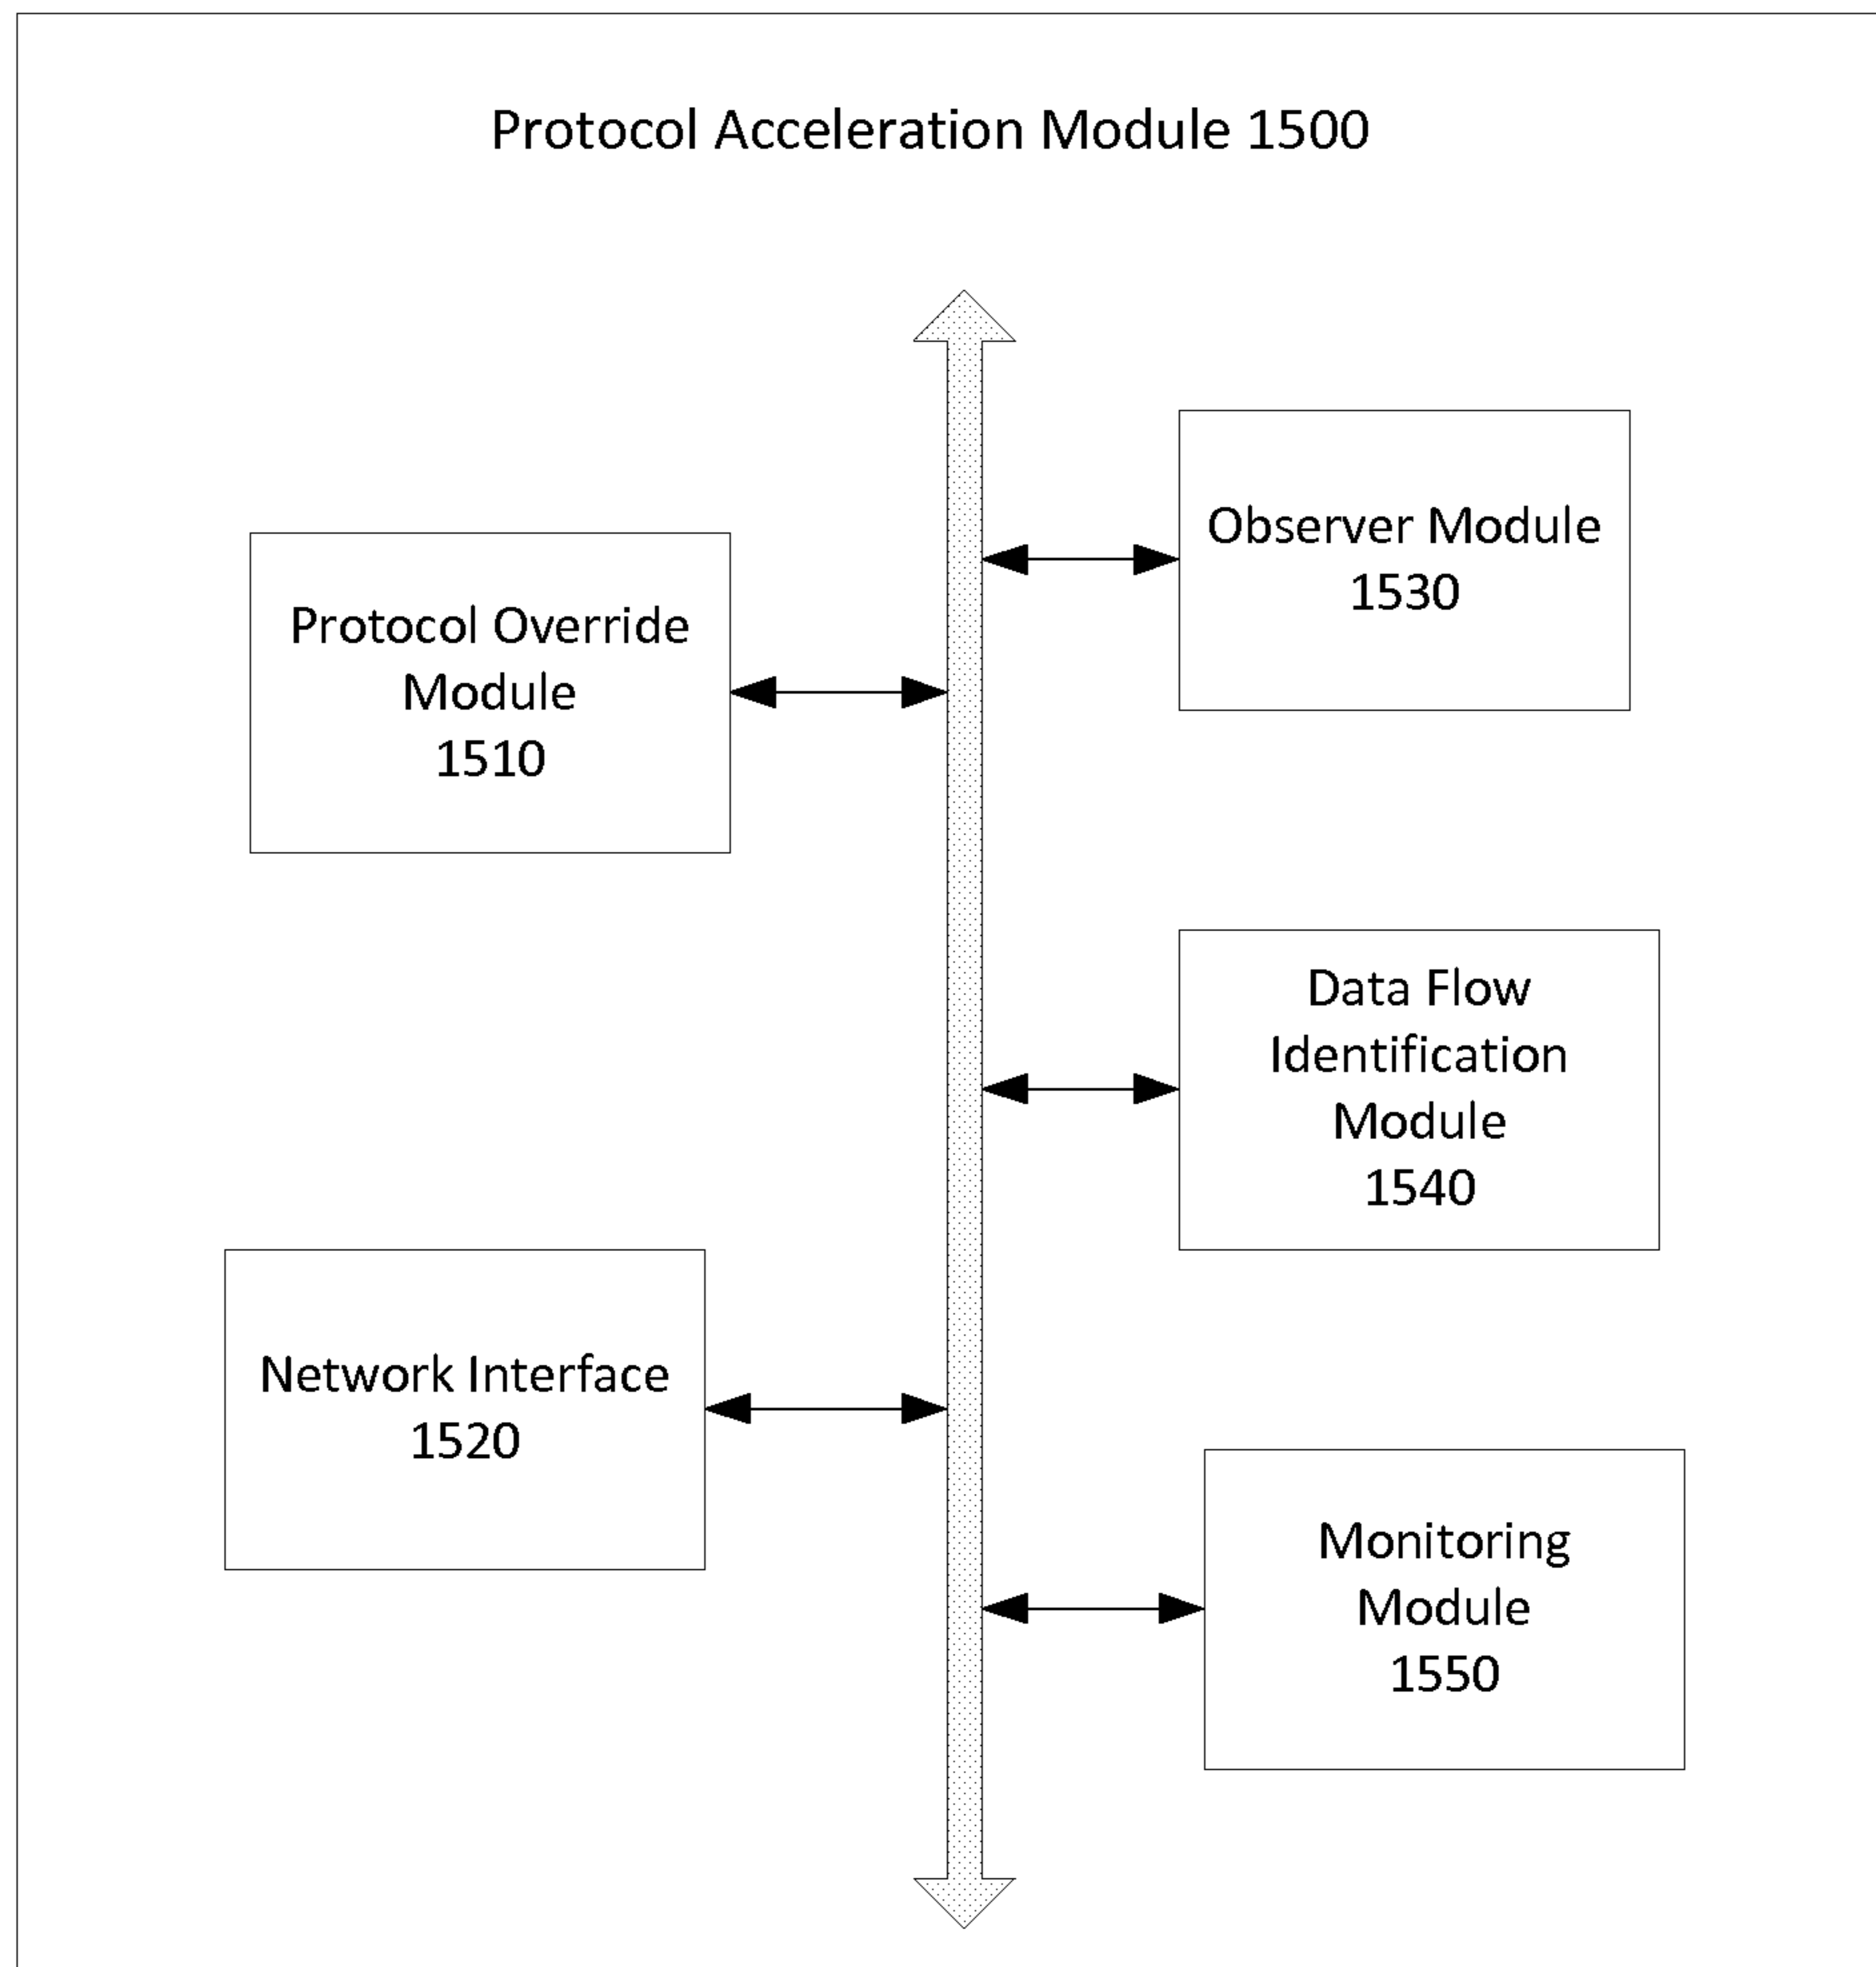 Protocol Acceleration Module 1500
Observer Module
1530
Protocol Override
Module
1510
Data Flow
Identification
Module
1540
Network Interface
1520
Monitoring
Module
1550